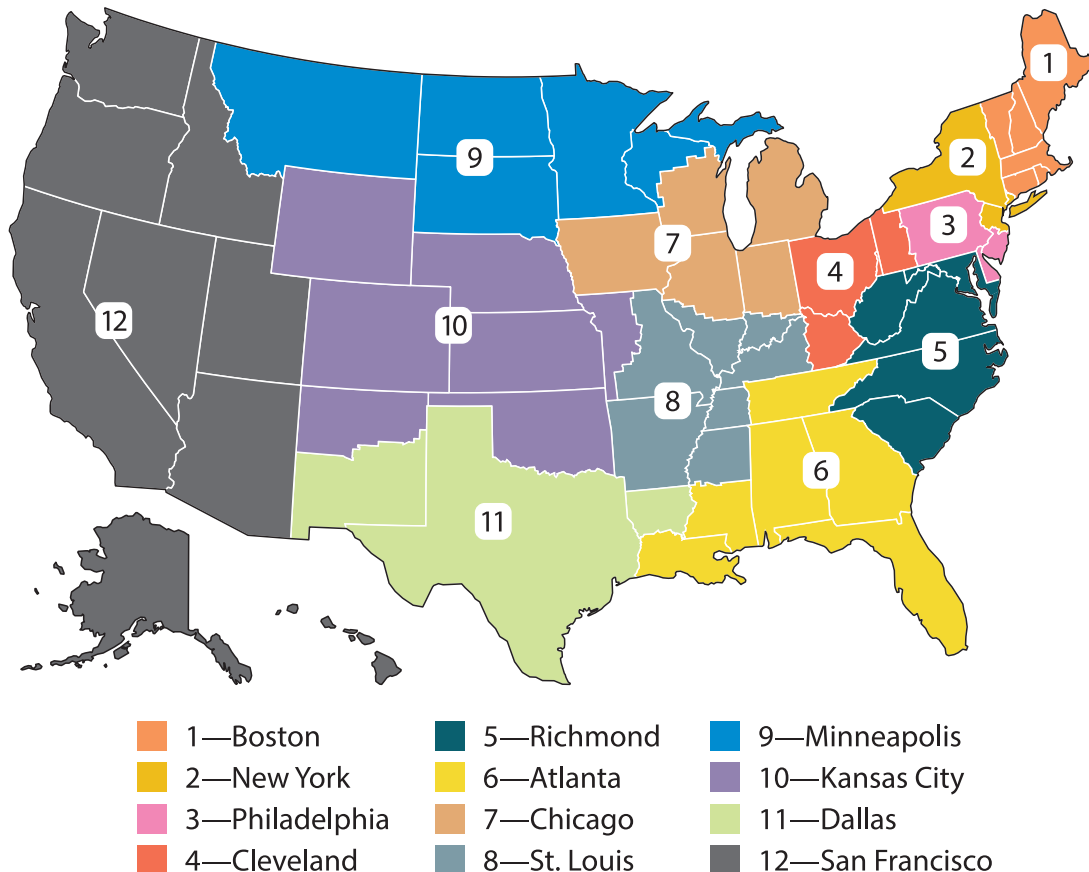 1
2
9
3
7
4
12
10
5
8
6
11
1—Boston
2—New York
3—Philadelphia
4—Cleveland
5—Richmond
6—Atlanta
7—Chicago
8—St. Louis
9—Minneapolis
10—Kansas City
11—Dallas
12—San Francisco